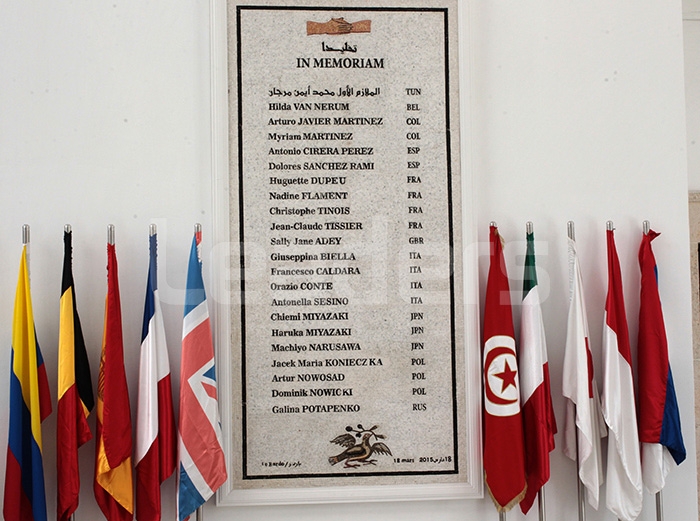 تخليدا
IN MEMORIAM
الملازم الأول محمد أيمن مرجان TUN
Hilda VAN NERUM BEL
Arturo JAVIER MARTINEZ COL
Myriam MARTINEZ COL
Antonio CIRERA PEREZ ESP
Dolores SANCHEZ RAMI ESP
Huguette DUPEU FRA
Nadine FLAMENT FRA
Christophe TINOIS FRA
Jean-Claude TISSIER FRA
Sally Jane ADEY GBR
Giuseppina BIELLA ITA
Francesco CALDARA ITA
Orazio CONTE ITA
Antonella SESINO ITA
Chiemi MIYAZAKI JPN
Haruka MIYAZAKI JPN
Machiyo NARUSAWA JPN
Jacek Maria KONIECZKA POL
Artur NOWOSAD POL
Dominik NOWICKI POL
Galina POTAPENKO RUS
18 mars 2015 مارس 18
Leaders